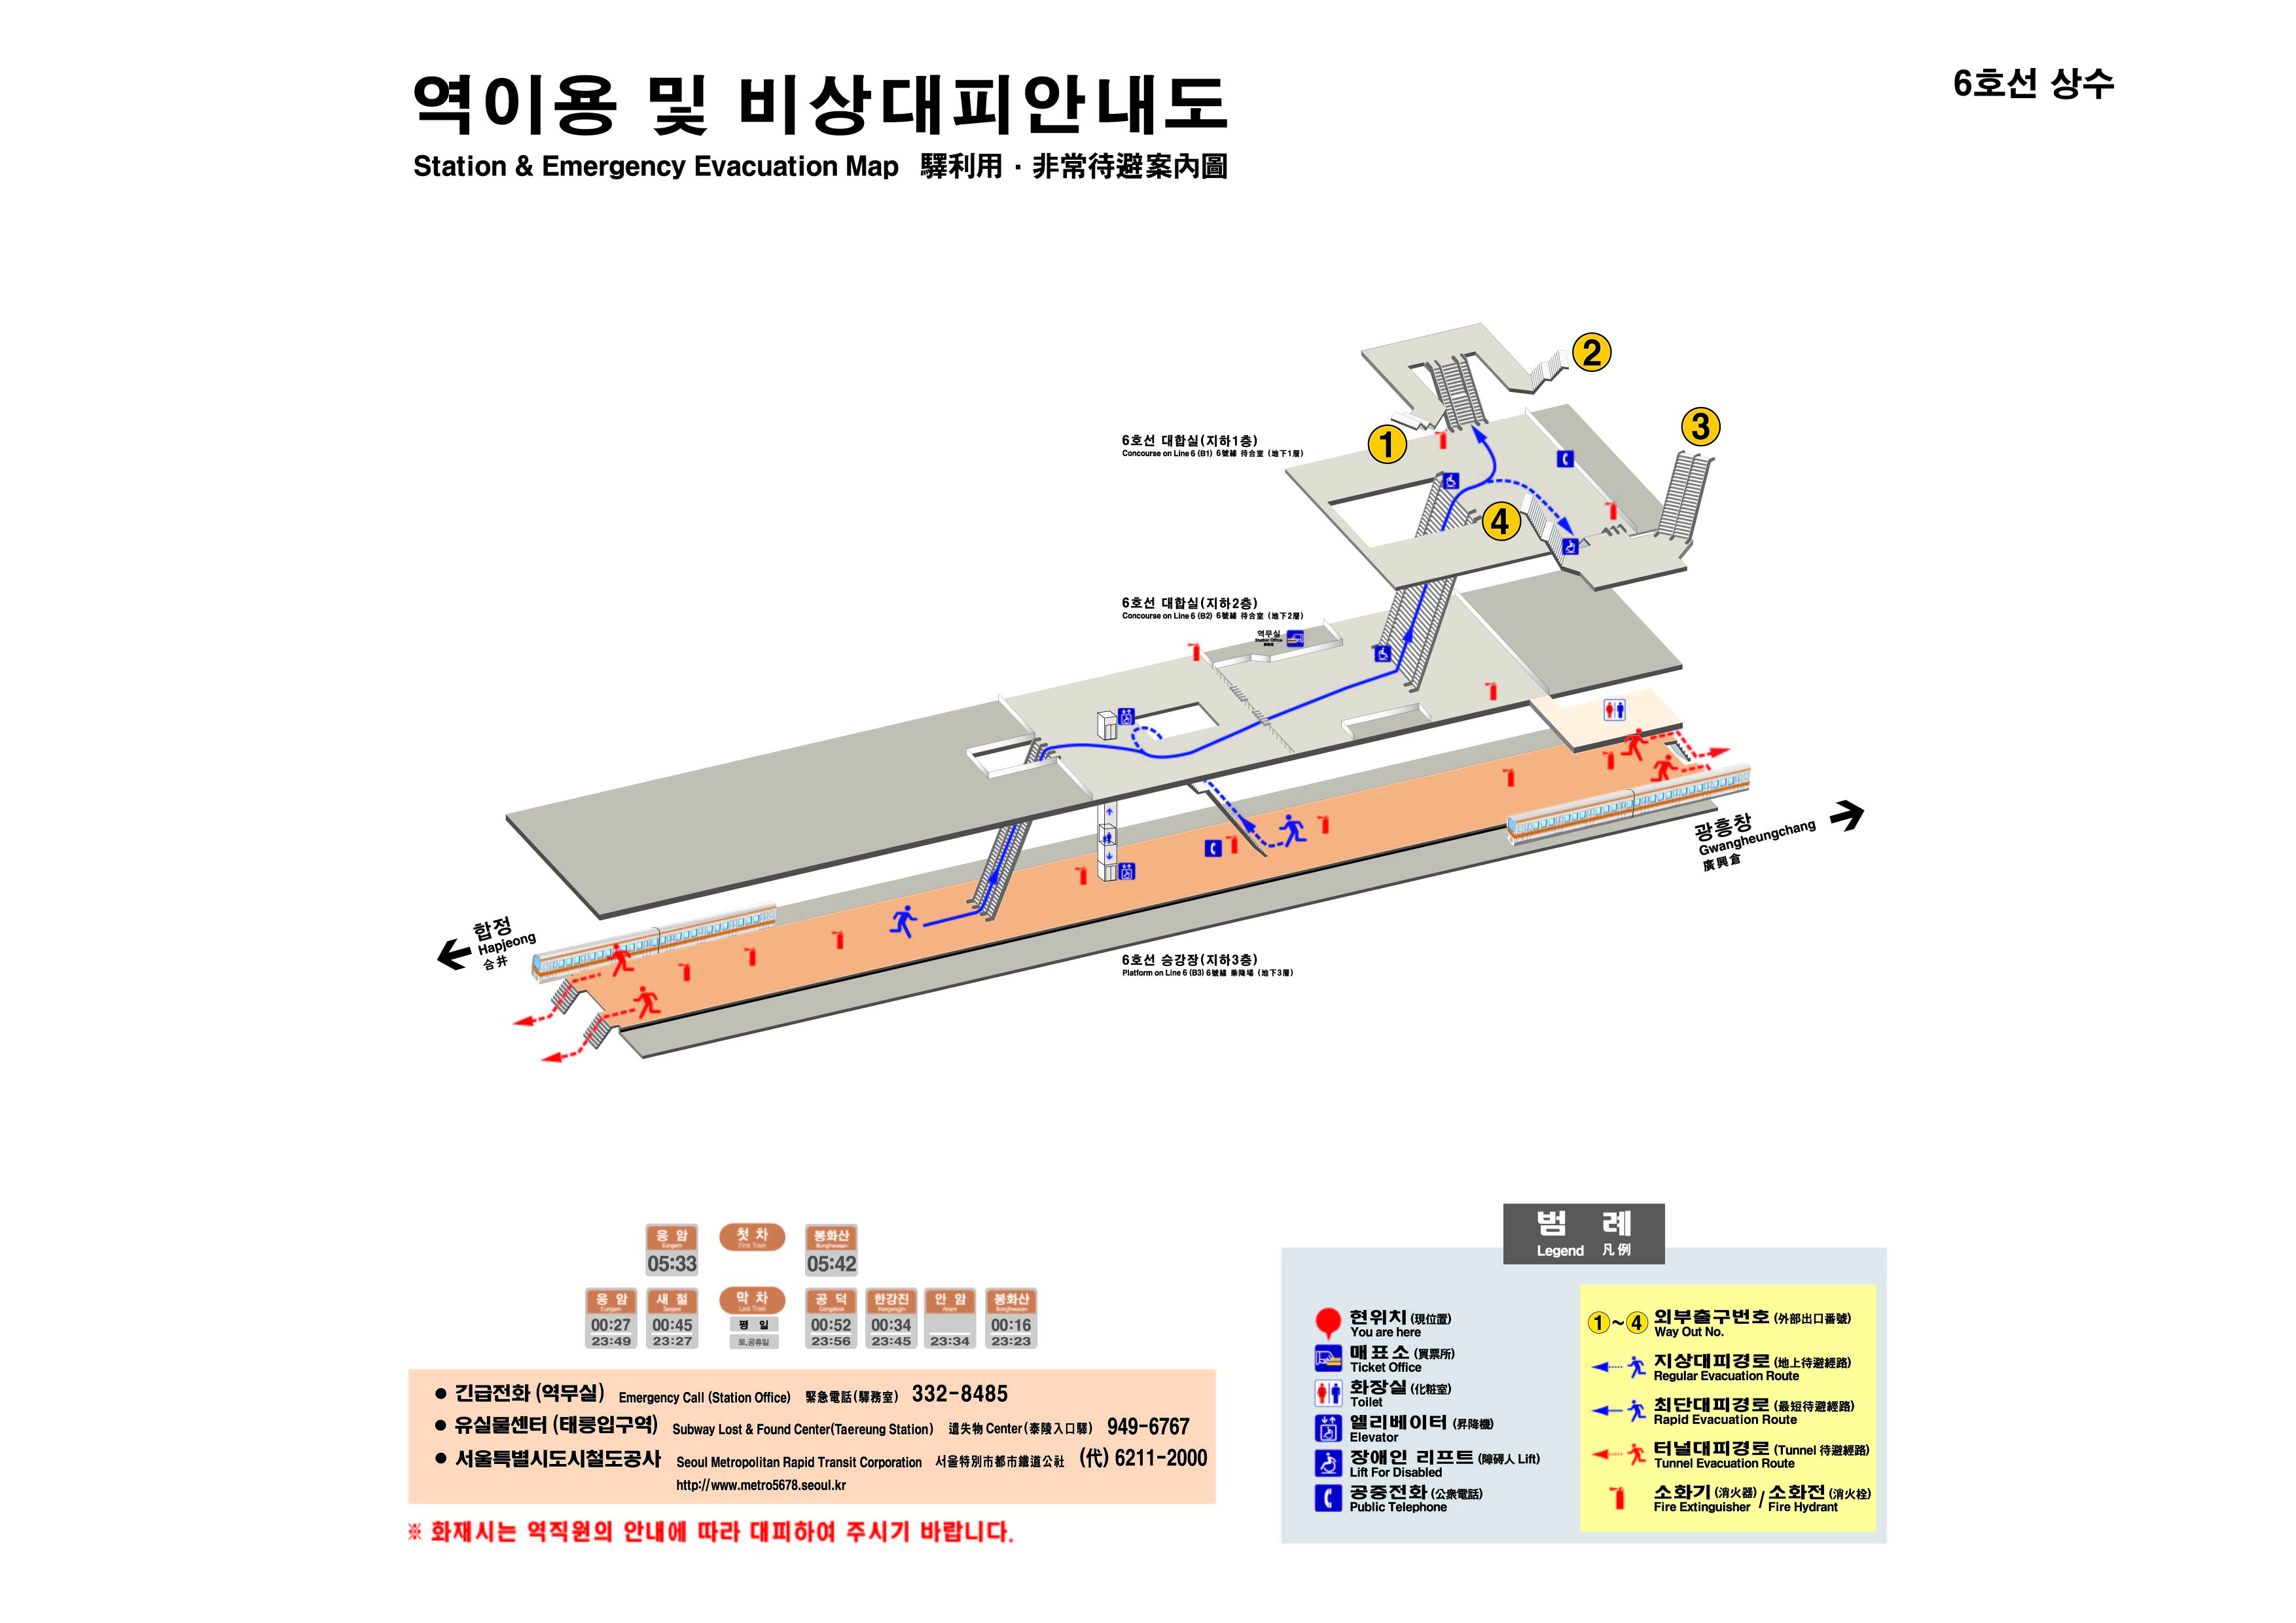 역이용 및 비상대피안내도
Station & Emergency Evacuation Map 驛利用 · 非常待避案內圖
6호선 상수
2
3
1
4
6호선 대합실(지하1층)
Concourse on Line 6 (B1) 6號線 待合室 (地下1層)
6호선 대합실(지하2층)
Concourse on Line 6 (B2) 6號線 待合室 (地下2層)
역무실
Station Office
광흥창
Gwangheungchang
廣興倉
합정
Hapjeong
合井
6호선 승강장(지하3층)
Platform on Line 6 (B3) 6號線 乘降場 (地下3層)
응 암 첫 차 봉화산
Eungam First Train Bonghwasan
05:33 05:42
응 암 새 절 막 차 공 덕 한강진 안 암 봉화산
Eungam Saejeol Last Train Gongdeok Hangangjin Anam Bonghwasan
00:27 00:45 평 일 00:52 00:34 00:16
23:49 23:27 토,공휴일 23:56 23:45 23:34 23:23
● 긴급전화 (역무실) Emergency Call (Station Office) 緊急電話(驛務室) 332-8485
● 유실물센터 (태릉입구역) Subway Lost & Found Center(Taereung Station) 遺失物 Center(泰陵入口驛) 949-6767
● 서울특별시도시철도공사 Seoul Metropolitan Rapid Transit Corporation 서울特別市都市鐵道公社 (代) 6211-2000
http://www.metro5678.seoul.kr
※ 화재시는 역직원의 안내에 따라 대피하여 주시기 바랍니다.
범 례
Legend 凡例
현위치 (現位置)
You are here
매표소 (買票所)
Ticket Office
화장실 (化粧室)
Toilet
엘리베이터 (昇降機)
Elevator
장애인 리프트 (障碍人 Lift)
Lift For Disabled
공중전화 (公衆電話)
Public Telephone
1~4 외부출구번호 (外部出口番號)
Way Out No.
지상대피경로 (地上待避經路)
Regular Evacuation Route
최단대피경로 (最短待避經路)
Rapid Evacuation Route
터널대피경로 (Tunnel 待避經路)
Tunnel Evacuation Route
소화기 (消火器) / 소화전 (消火栓)
Fire Extinguisher / Fire Hydrant